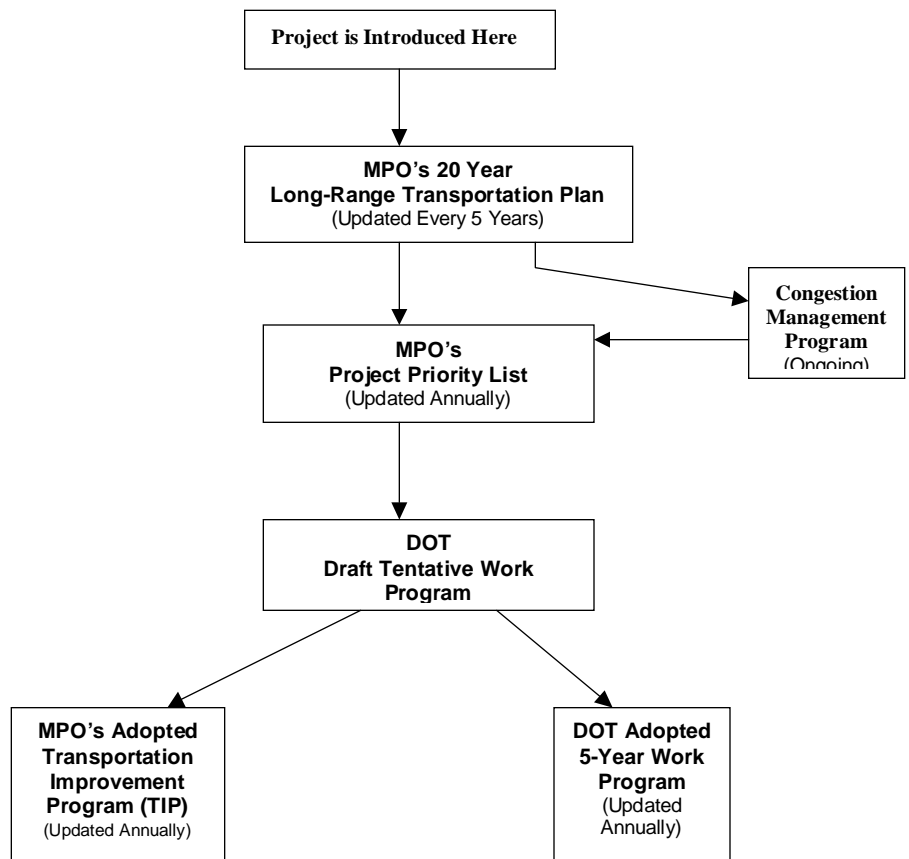 Project is Introduced Here
MPO's 20 Year
Long-Range Transportation Plan
(Updated Every 5 Years)
Congestion
Management
Program
(Ongoing)
MPO's
Project Priority List
(Updated Annually)
DOT
Draft Tentative Work
Program
MPO's Adopted
Transportation
Improvement
Program (TIP)
(Updated Annually)
DOT Adopted
5-Year Work
Program
(Updated
Annually)